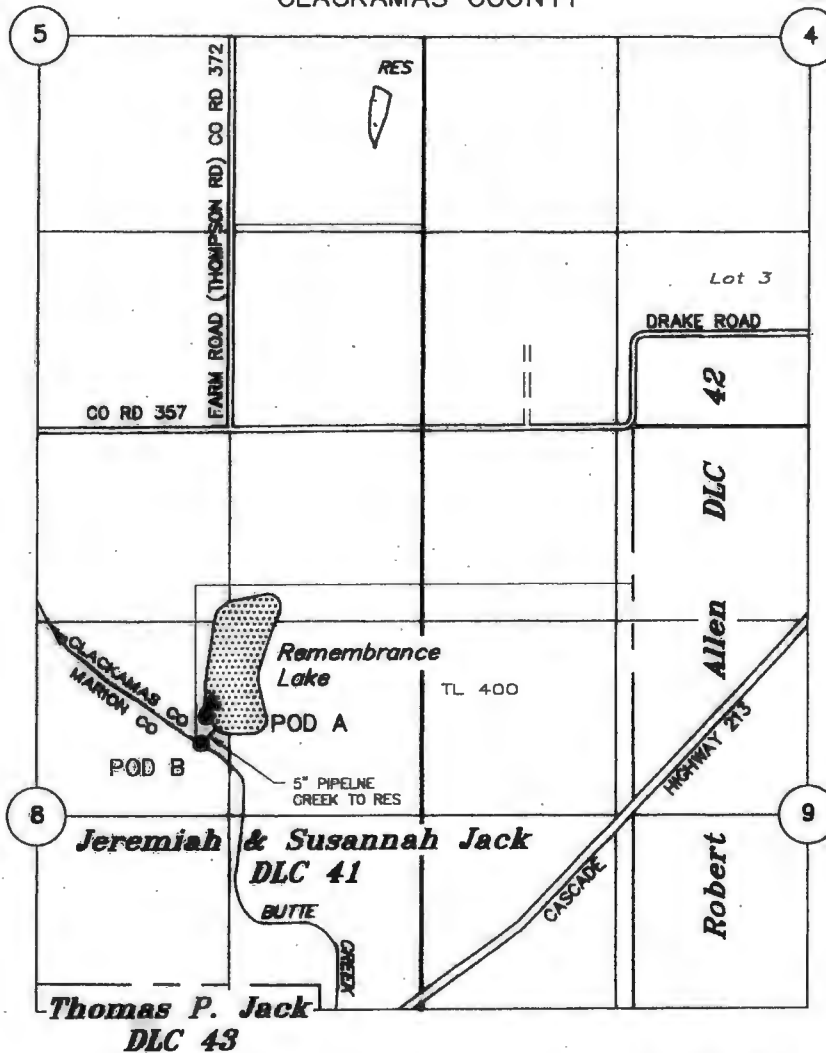 CLACKAMAS COUNTY
5
4
RES
FARM ROAD (THOMPSON RD) CO RD 372
Lot 3
DRAKE ROAD
42
CO RD 357
DLC
Allen
Remembrance
Lake
CLACKAMAS CO
MARION CO
TL 400
POD A
POD B
HIGHWAY 213
5" PIPELNE
CREEK TO RES
8
9
Jeremiah & Susannah Jack
DLC 41
CASCADE
Robert
BUTTE
CREEK
Thomas P. Jack
DLC 43